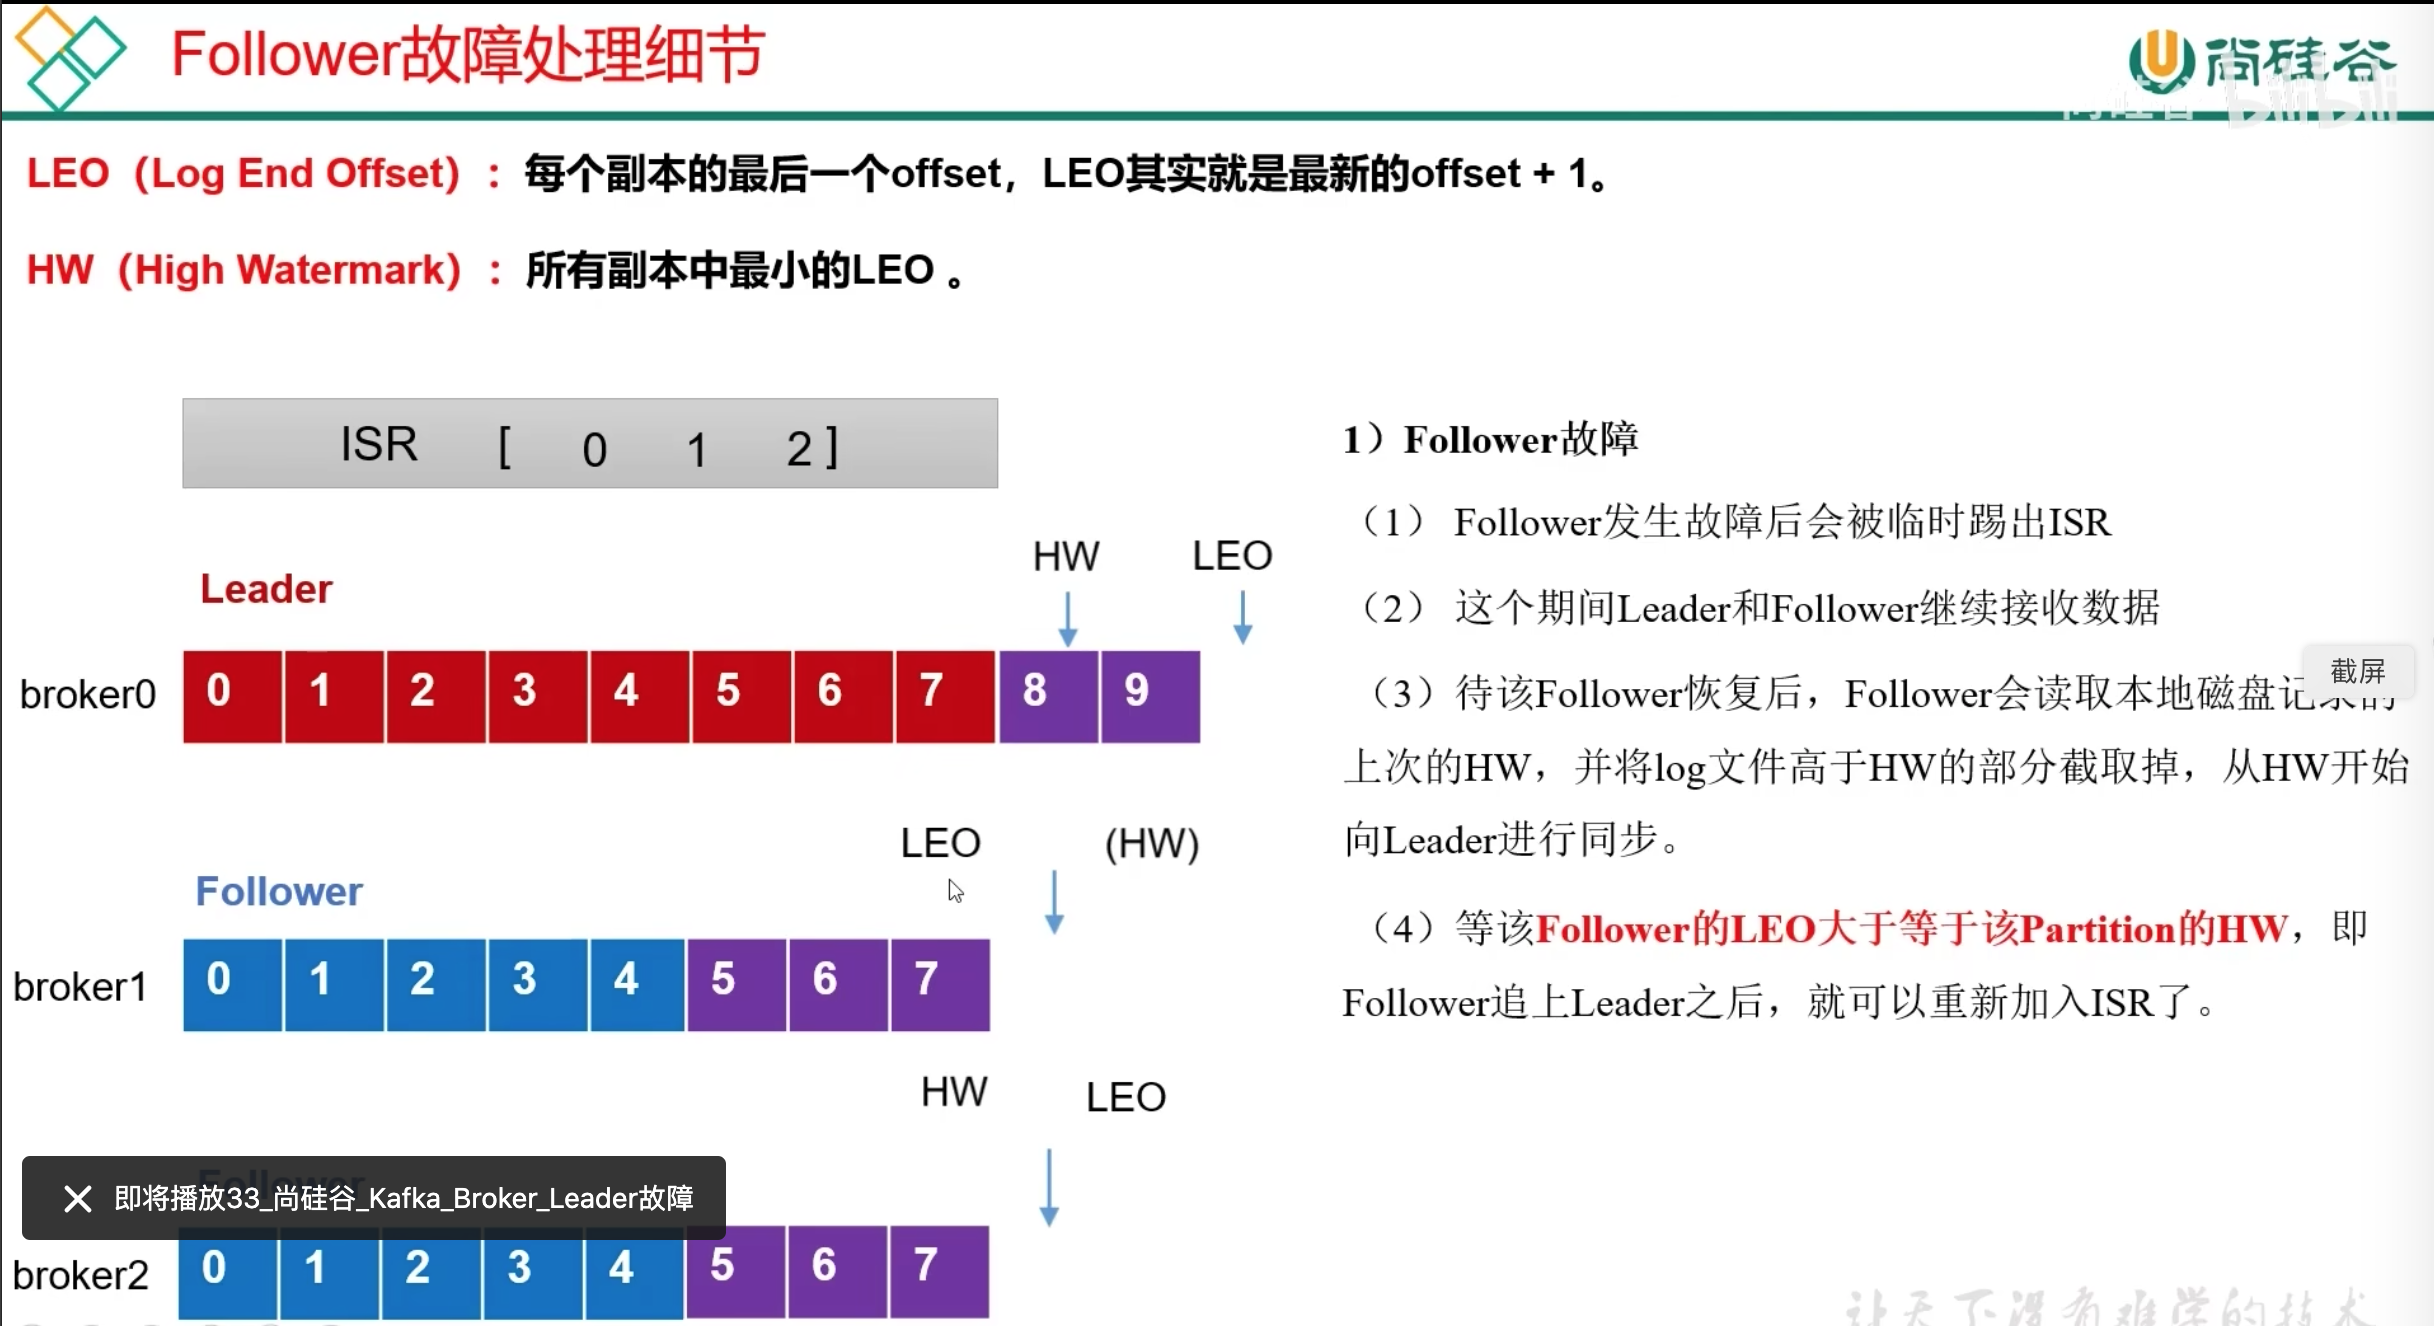 Follower故障处理细节
尚硅谷
尚硅谷 bilibili
LEO（Log End Offset）：每个副本的最后一个offset，LEO其实就是最新的offset + 1。
HW（High Watermark）：所有副本中最小的LEO 。
ISR [ 0 1 2 ]
HW LEO
Leader
broker0 0 1 2 3 4 5 6 7 8 9
LEO (HW)
Follower
broker1 0 1 2 3 4 5 6 7
HW LEO
Follower
即将播放33_尚硅谷_Kafka_Broker_Leader故障
broker2 0 1 2 3 4 5 6 7
1）Follower故障
（1） Follower发生故障后会被临时踢出ISR
（2） 这个期间Leader和Follower继续接收数据
截屏
（3）待该Follower恢复后，Follower会读取本地磁盘记录的
上次的HW，并将log文件高于HW的部分截取掉，从HW开始
向Leader进行同步。
（4）等该Follower的LEO大于等于该Partition的HW，即
Follower追上Leader之后，就可以重新加入ISR了。
让天下没有难学的技术